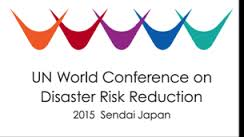 UN World Conference on
Disaster Risk Reduction
2015 Sendai Japan